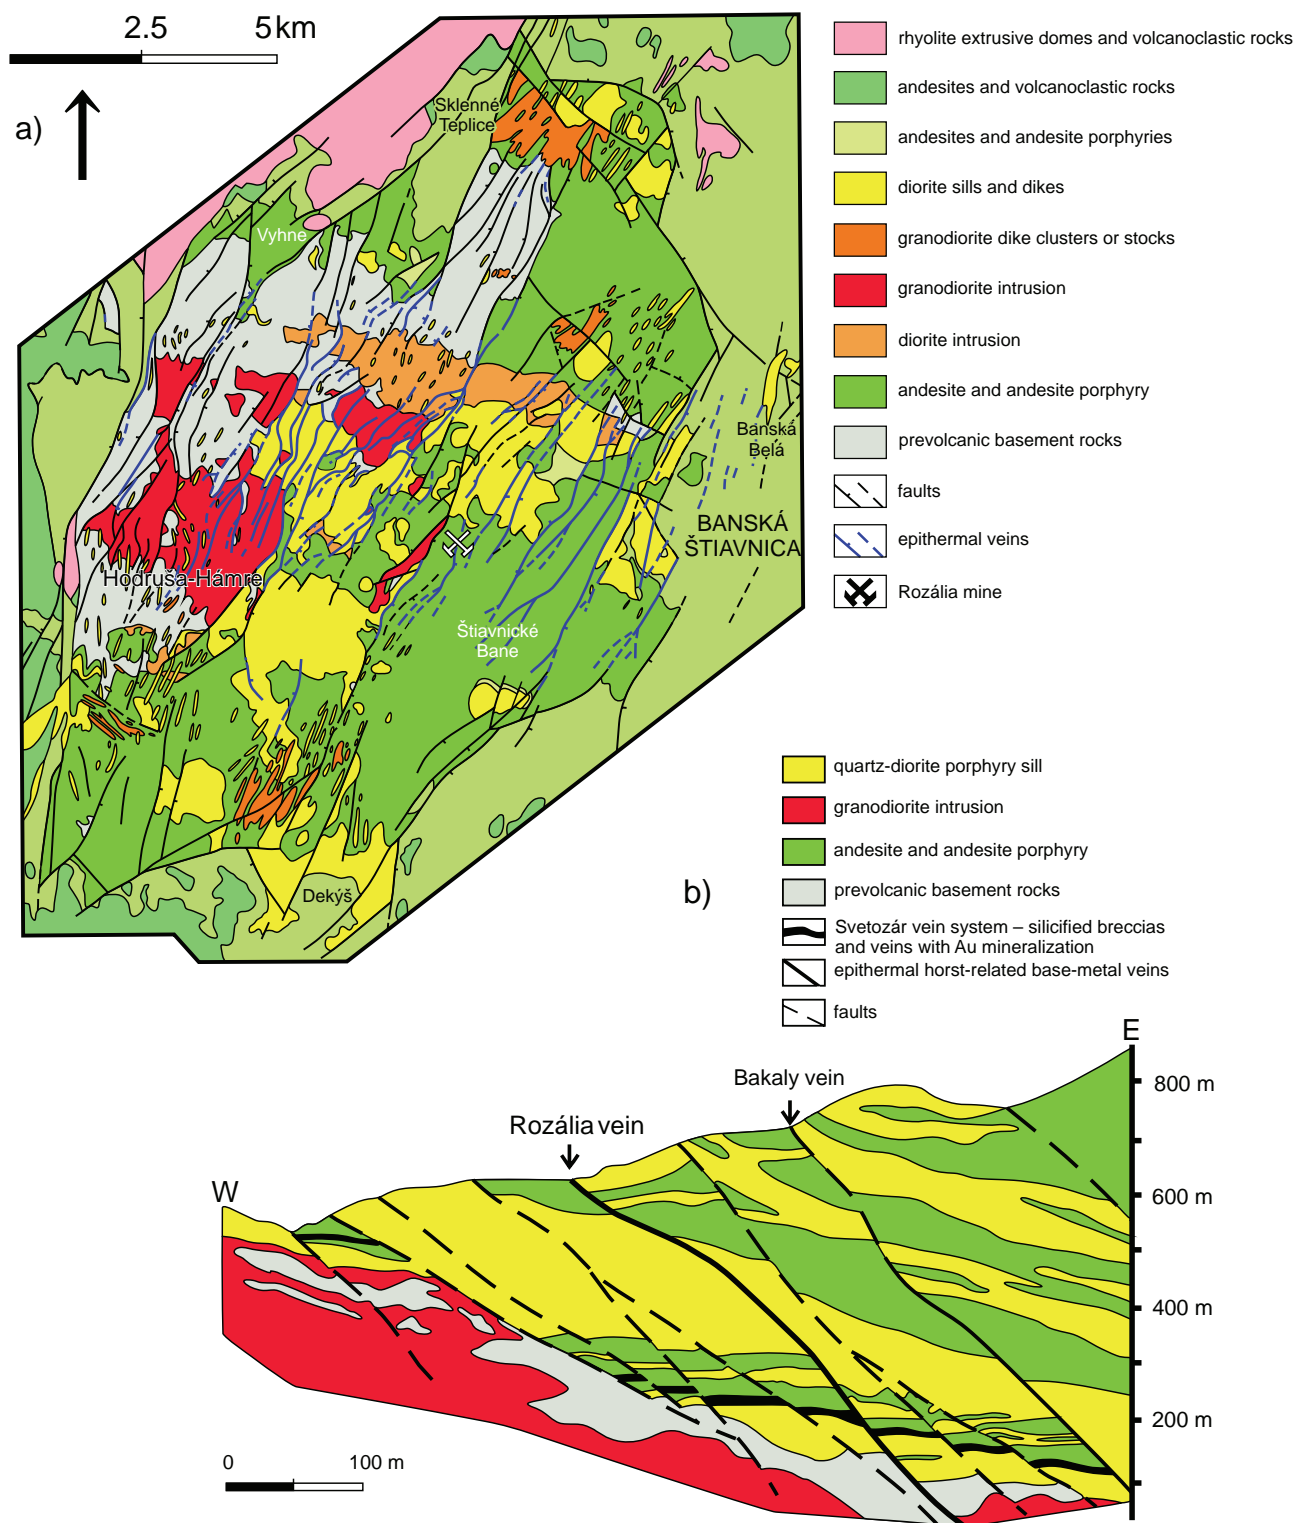 2.5 5 km
a)
Sklenné
Teplice
Vyhne
Banská
Belá
BANSKÁ
ŠTIAVNICA
Hodruša-Hámre
Štiavnické
Bane
Dekýš
rhyolite extrusive domes and volcanoclastic rocks
andesites and volcanoclastic rocks
andesites and andesite porphyries
diorite sills and dikes
granodiorite dike clusters or stocks
granodiorite intrusion
diorite intrusion
andesite and andesite porphyry
prevolcanic basement rocks
faults
epithermal veins
Rozália mine
b)
quartz-diorite porphyry sill
granodiorite intrusion
andesite and andesite porphyry
prevolcanic basement rocks
Svetozár vein system – silicified breccias
and veins with Au mineralization
epithermal horst-related base-metal veins
faults
E
800 m
Bakaly vein
Rozália vein
W
600 m
400 m
200 m
0 100 m